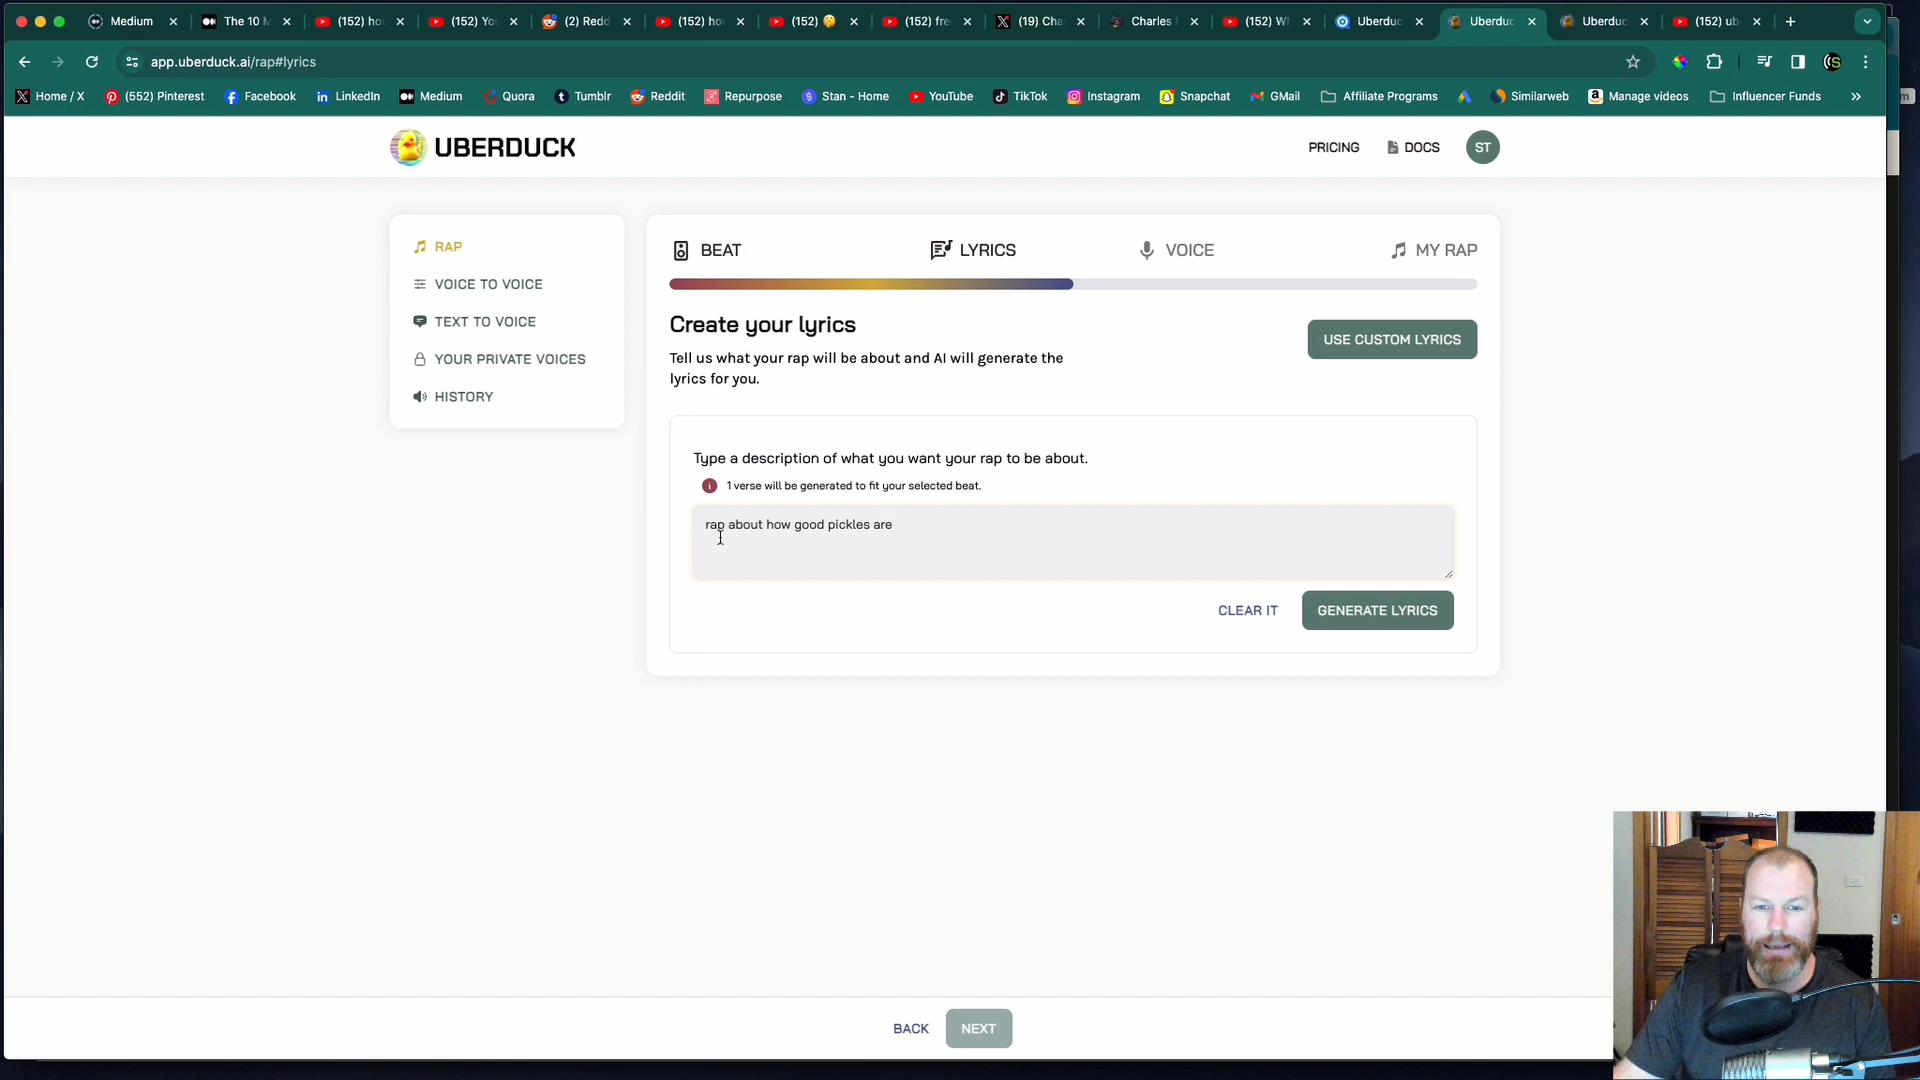 Medium
The 10 M
(152) ho
(152) You
(2) Redd
(152) ho
(152)
(152) fre
(19) Cha
Charles
(152) W
Uberduc
Uberduc
Uberduc
(152) ub
app.uberduck.ai/rap#lyrics
Home / X
(552) Pinterest
Facebook
LinkedIn
Medium
Quora
Tumblr
Reddit
Repurpose
Stan - Home
YouTube
TikTok
Instagram
Snapchat
GMail
Affiliate Programs
Similarweb
Manage videos
Influencer Funds
UBERDUCK
PRICING
DOCS
ST
RAP
VOICE TO VOICE
TEXT TO VOICE
YOUR PRIVATE VOICES
HISTORY
BEAT
LYRICS
VOICE
MY RAP
Create your lyrics
Tell us what your rap will be about and AI will generate the
lyrics for you.
USE CUSTOM LYRICS
Type a description of what you want your rap to be about.
1 verse will be generated to fit your selected beat.
rap about how good pickles are
CLEAR IT
GENERATE LYRICS
BACK
NEXT